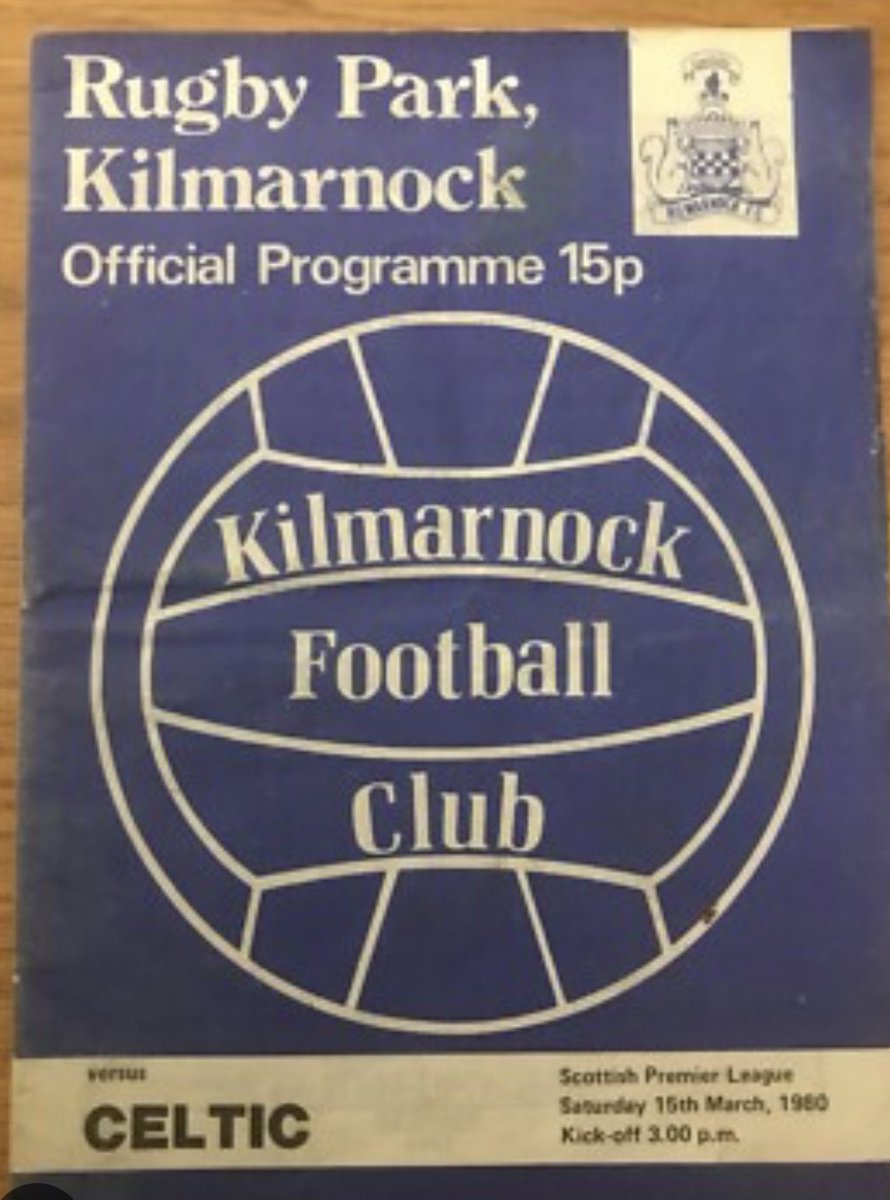 Rugby Park,
Kilmarnock
Official Programme 15p
KILMARNOCK F.C.
Kilmarnock
Football
Club
versus
CELTIC
Scottish Premier League
Saturday 15th March, 1980
Kick-off 3.00 p.m.